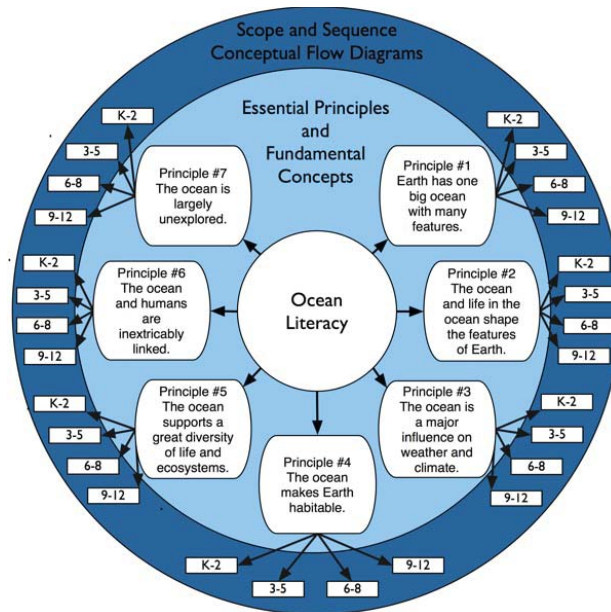 Scope and Sequence
Conceptual Flow Diagrams
Essential Principles
and
Fundamental
Concepts
K-2
3-5
6-8
9-12
Principle #7
The ocean is
largely
unexplored.
K-2
3-5
6-8
9-12
Principle #1
Earth has one
big ocean
with many
features.
K-2
3-5
6-8
9-12
Principle #6
The ocean
and humans
are
inextricably
linked.
Ocean
Literacy
Principle #2
The ocean
and life in the
ocean shape
the features
of Earth.
K-2
3-5
6-8
9-12
K-2
3-5
6-8
9-12
Principle #5
The ocean
supports a
great diversity
of life and
ecosystems.
Principle #4
The ocean
makes Earth
habitable.
Principle #3
The ocean is
a major
influence on
weather and
climate.
K-2
3-5
6-8
9-12
K-2
3-5
6-8
9-12